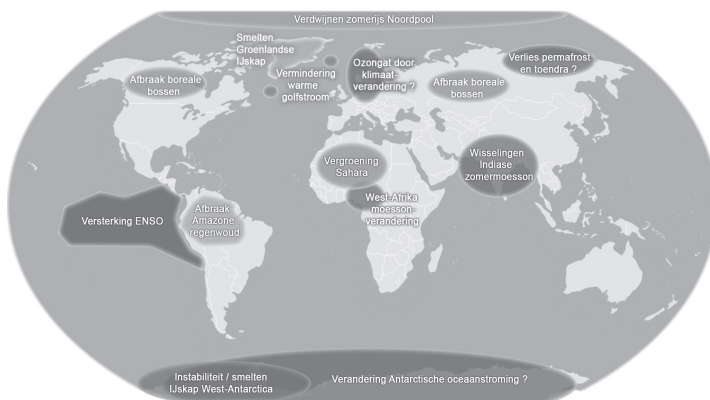 Verdwijnen zomerijs Noordpool
Smelten
Groenlandse
IJskap
Vermindering
warme
golfstroom
Ozongat door
klimaat-
verandering ?
Verlies permafrost
en toendra ?
Afbraak boreale
bossen
Afbraak boreale
bossen
Vergroening
Sahara
Wisselingen
Indiase
zomermoesson
West-Afrika
moesson-
verandering
Versterking ENSO
Afbraak
Amazone
regenwoud
Instabiliteit / smelten
IJskap West-Antarctica
Verandering Antarctische oceaanstroming ?